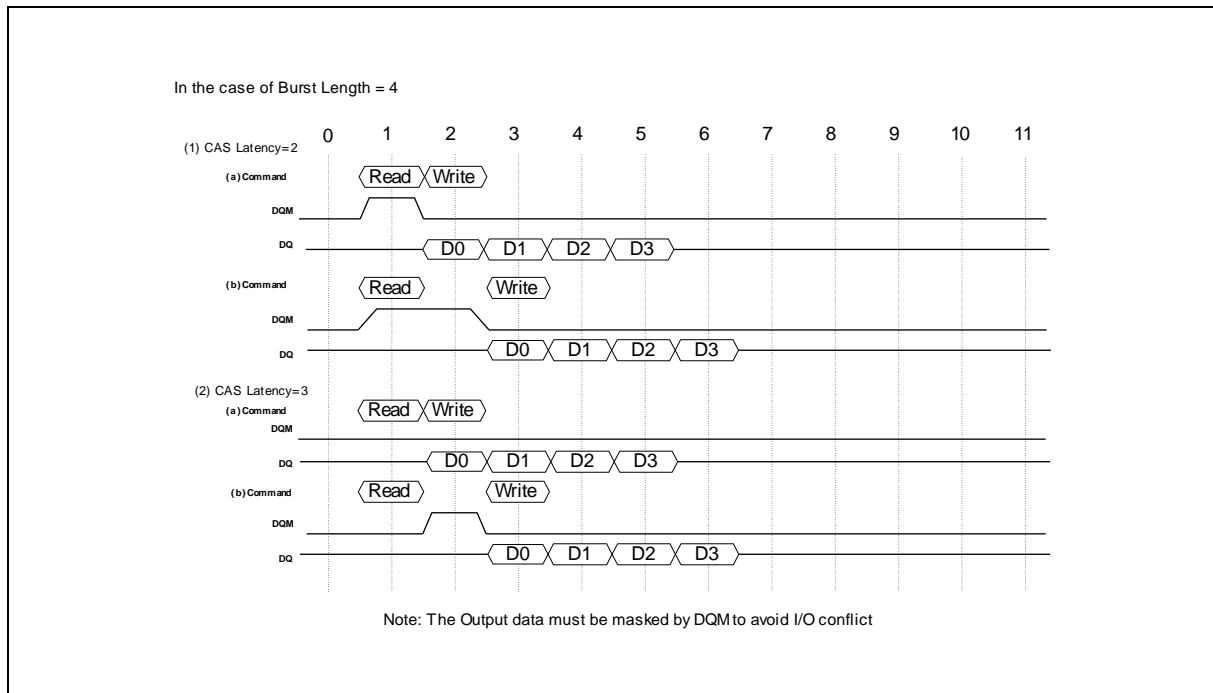 In the case of Burst Length = 4
0 1 2 3 4 5 6 7 8 9 10 11
(1) CAS Latency=2
(a) Command Read Write
DQM
DQ D0 D1 D2 D3
(b) Command Read Write
DQM
DQ D0 D1 D2 D3
(2) CAS Latency=3
(a) Command Read Write
DQM
DQ D0 D1 D2 D3
(b) Command Read Write
DQM
DQ D0 D1 D2 D3
Note: The Output data must be masked by DQM to avoid I/O conflict